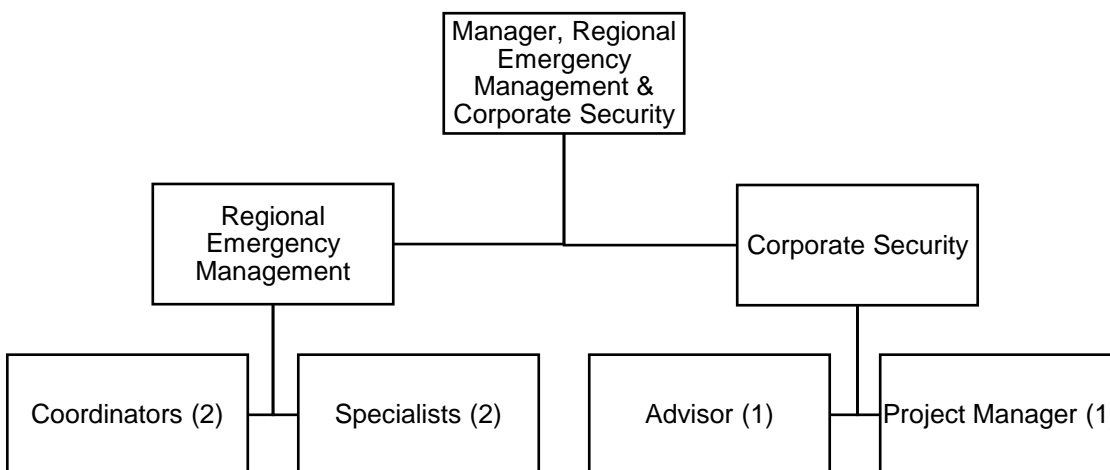 Manager, Regional
Emergency
Management &
Corporate Security
Regional
Emergency
Management
Corporate Security
Coordinators (2)
Specialists (2)
Advisor (1)
Project Manager (1